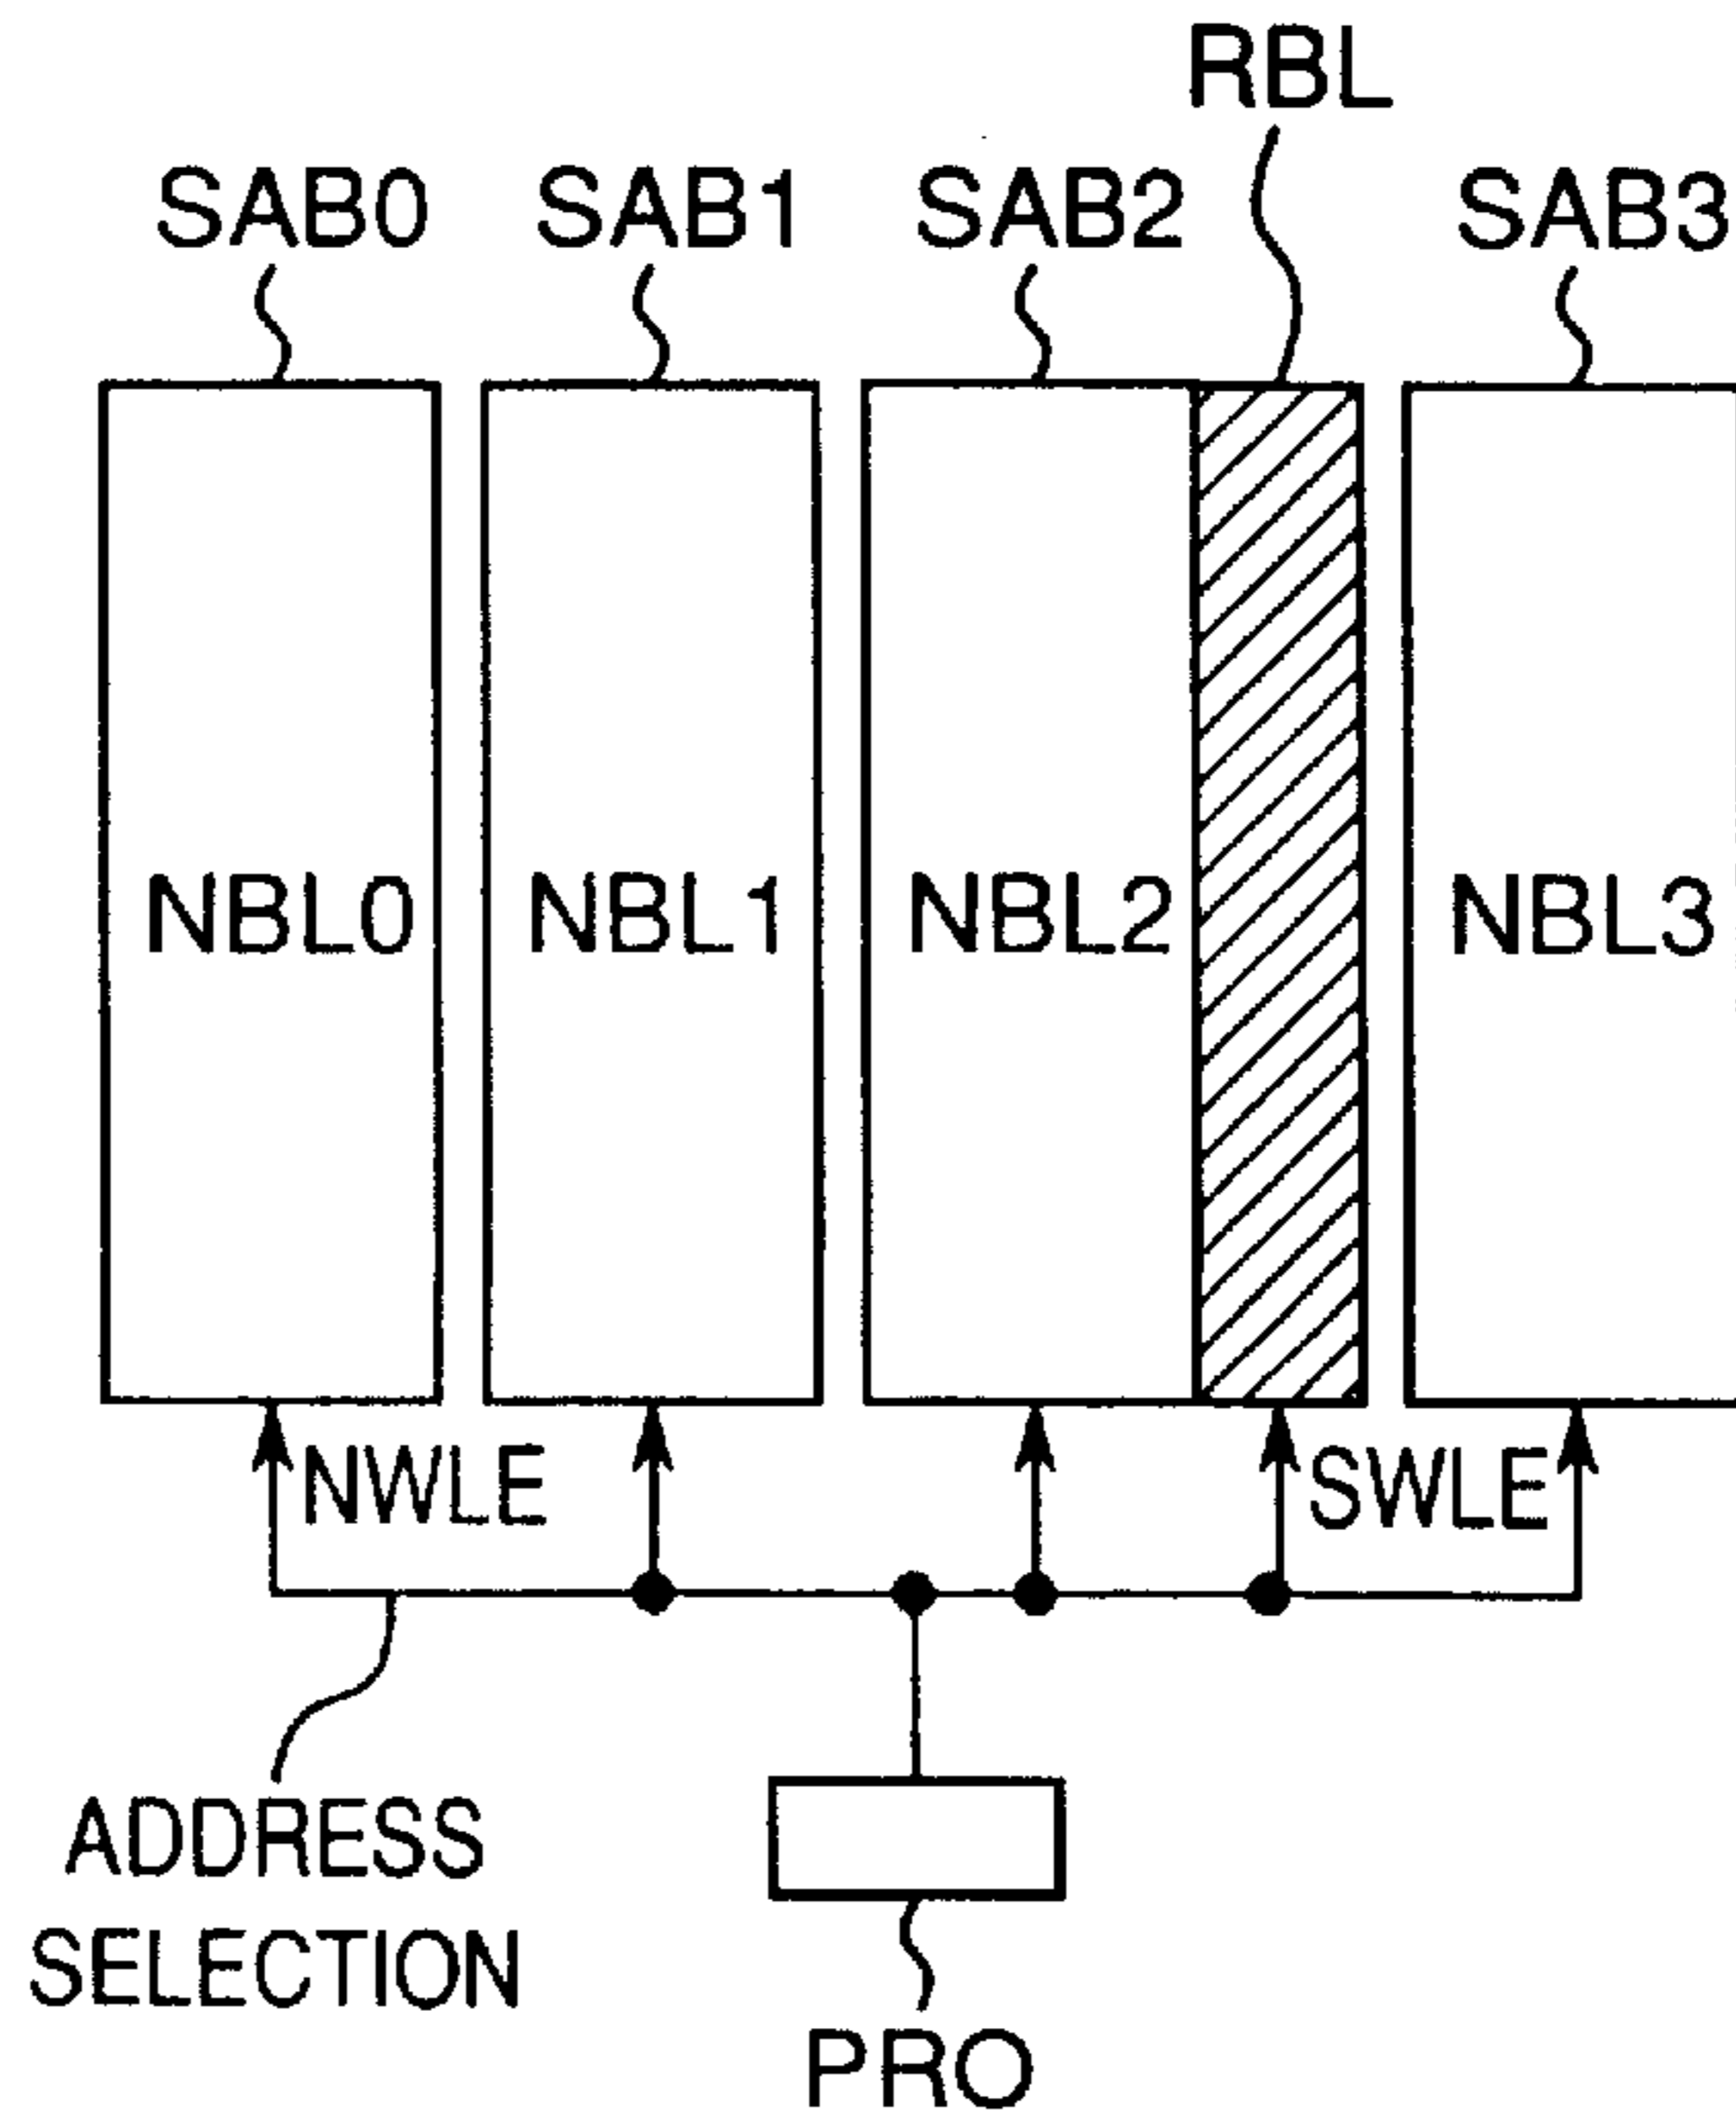 RBL
SAB0 SAB1 SAB2 SAB3
NBL0 NBL1 NBL2 NBL3
NWLE SWLE
ADDRESS
SELECTION
PRO